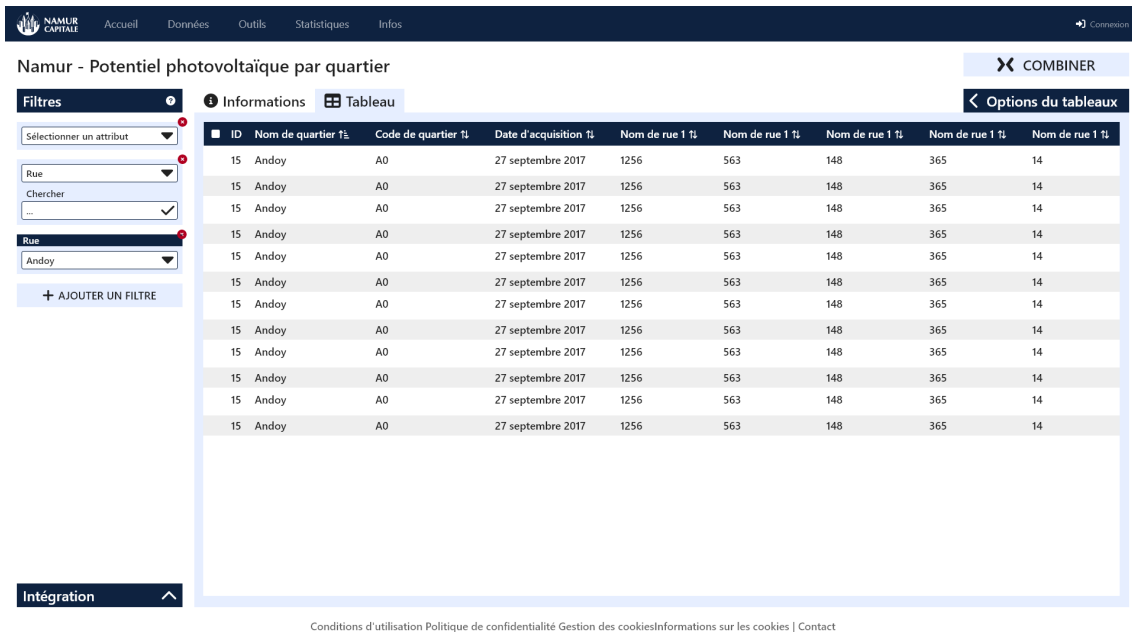 NAMUR CAPITALE Accueil Données Outils Statistiques Infos Connexion
Namur - Potentiel photovoltaïque par quartier
COMBINER
Filtres ?
Informations Tableau
Options du tableaux
Sélectionner un attribut
Rue
Chercher
...
Rue
Andoy
+ AJOUTER UN FILTRE
ID Nom de quartier Code de quartier Date d'acquisition Nom de rue 1 Nom de rue 1 Nom de rue 1 Nom de rue 1 Nom de rue 1
15 Andoy A0 27 septembre 2017 1256 563 148 365 14
15 Andoy A0 27 septembre 2017 1256 563 148 365 14
15 Andoy A0 27 septembre 2017 1256 563 148 365 14
15 Andoy A0 27 septembre 2017 1256 563 148 365 14
15 Andoy A0 27 septembre 2017 1256 563 148 365 14
15 Andoy A0 27 septembre 2017 1256 563 148 365 14
15 Andoy A0 27 septembre 2017 1256 563 148 365 14
15 Andoy A0 27 septembre 2017 1256 563 148 365 14
15 Andoy A0 27 septembre 2017 1256 563 148 365 14
15 Andoy A0 27 septembre 2017 1256 563 148 365 14
15 Andoy A0 27 septembre 2017 1256 563 148 365 14
15 Andoy A0 27 septembre 2017 1256 563 148 365 14
Intégration
Conditions d'utilisation Politique de confidentialité Gestion des cookiesInformations sur les cookies | Contact